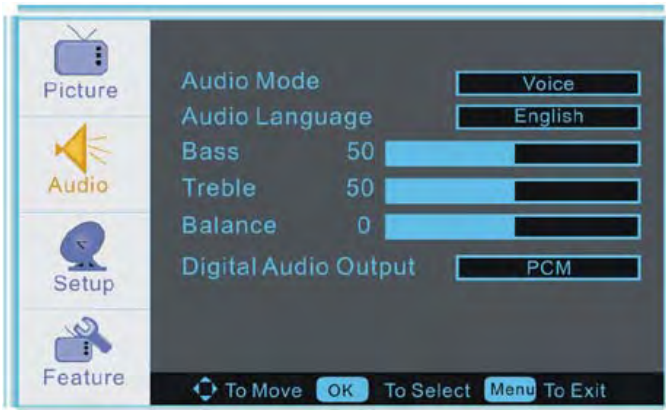 Picture
Audio
Setup
Feature
Audio Mode Voice
Audio Language English
Bass 50
Treble 50
Balance 0
Digital Audio Output PCM
To Move OK To Select Menu To Exit